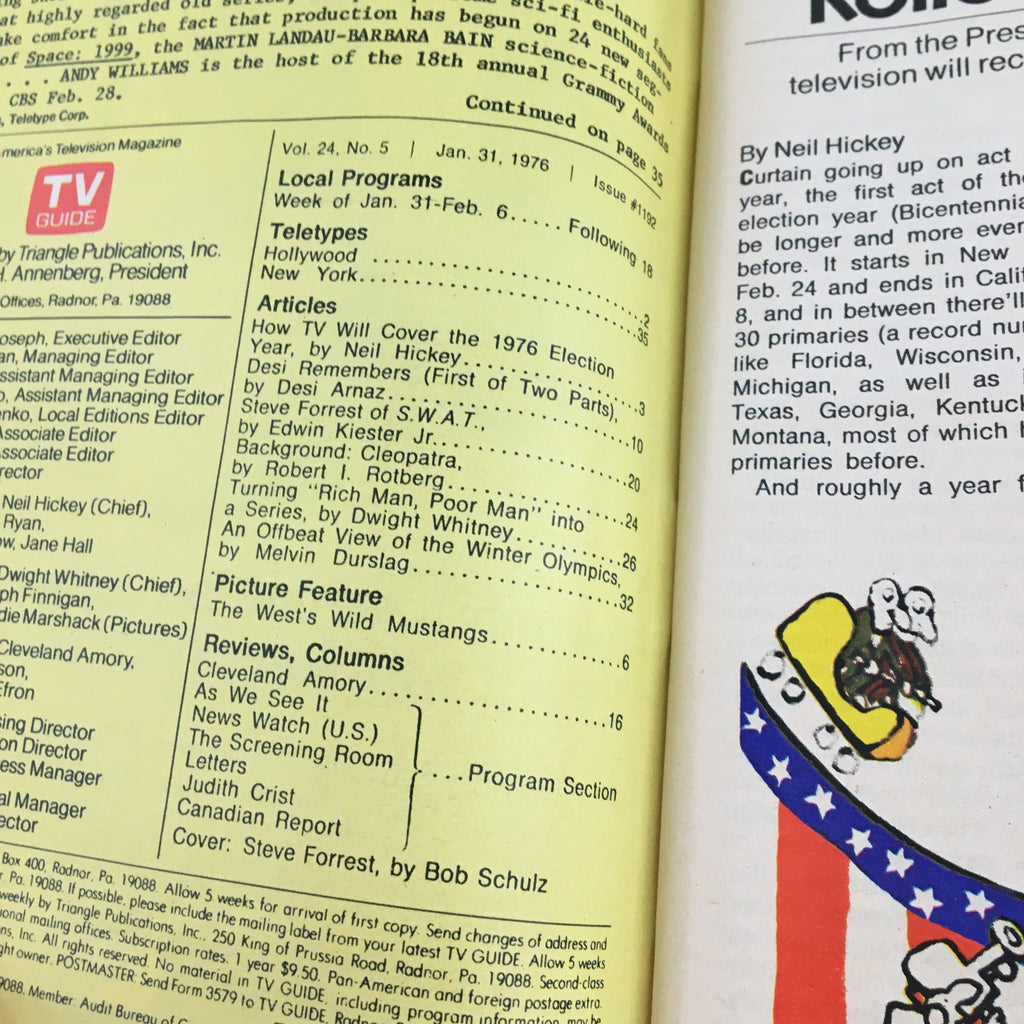 at highly regarded old
sci-fi enthusiasts
ke comfort in the fact that production has begun on 24 new seg-
of Space: 1999, the MARTIN LANDAU-BARBARA BAIN science-fiction
. . . ANDY WILLIAMS is the host of the 18th annual Grammy Awards
CBS Feb. 28.
Teletype Corp.
Continued on page 35
merica's Television Magazine
TV
GUIDE
by Triangle Publications, Inc.
H. Annenberg, President
Offices, Radnor, Pa. 19088
oseph, Executive Editor
an, Managing Editor
ssistant Managing Editor
o, Assistant Managing Editor
enko, Local Editions Editor
Associate Editor
ssociate Editor
rector
Neil Hickey (Chief),
Ryan,
ow, Jane Hall
Dwight Whitney (Chief),
ph Finnigan,
die Marshack (Pictures)
Cleveland Amory,
son,
Efron
sing Director
on Director
ess Manager
al Manager
ector
Vol. 24, No. 5 | Jan. 31, 1976 | Issue #1192
Local Programs
Week of Jan. 31-Feb. 6..... Following 18
Teletypes
Hollywood ........................2
New York..........................35
Articles
How TV Will Cover the 1976 Election
Year, by Neil Hickey..................3
Desi Remembers (First of Two Parts),
by Desi Arnaz........................10
Steve Forrest of S.W.A.T.,
by Edwin Kiester Jr...................20
Background: Cleopatra,
by Robert I. Rotberg..................24
Turning "Rich Man, Poor Man" into
a Series, by Dwight Whitney...........26
An Offbeat View of the Winter Olympics,
by Melvin Durslag....................32
Picture Feature
The West's Wild Mustangs.............6
Reviews, Columns
Cleveland Amory......................16
As We See It
News Watch (U.S.)
The Screening Room
Letters
Judith Crist
Canadian Report
....Program Section
Cover: Steve Forrest, by Bob Schulz
Box 400, Radnor, Pa. 19088. Allow 5 weeks for arrival of first copy. Send changes of address and
Pa. 19088. If possible, please include the mailing label from your latest TV GUIDE. Allow 5 weeks
weekly by Triangle Publications, Inc., 250 King of Prussia Road, Radnor, Pa. 19088. Second-class
ional mailing offices. Subscription rates: 1 year $9.50. Pan-American and foreign postage extra.
ns, Inc. All rights reserved. No material in TV GUIDE, including program information, may be
ght owner. POSTMASTER: Send Form 3579 to TV GUIDE, Radnor
9088. Member: Audit Bureau of
From the Pres
television will rec
By Neil Hickey
Curtain going up on act
year, the first act of the
election year (Bicentennia
be longer and more ever
before. It starts in New
Feb. 24 and ends in Calif
8, and in between there'll
30 primaries (a record nu
like Florida, Wisconsin,
Michigan, as well as
Texas, Georgia, Kentuck
Montana, most of which h
primaries before.
And roughly a year f